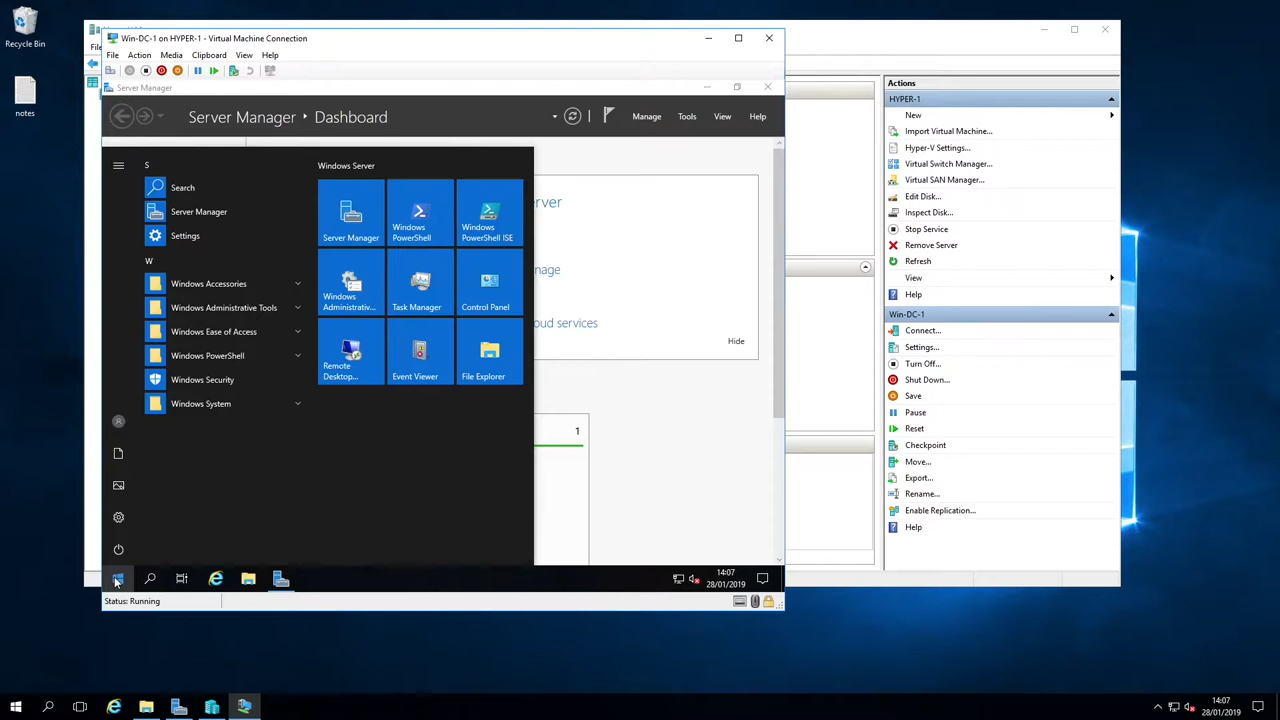 Recycle Bin
notes
Win-DC-1 on HYPER-1 - Virtual Machine Connection
File Action Media Clipboard View Help
Server Manager
Server Manager ‣ Dashboard
Manage Tools View Help
S
Search
Server Manager
Settings
W
Windows Accessories
Windows Administrative Tools
Windows Ease of Access
Windows PowerShell
Windows Security
Windows System
Windows Server
Server Manager
Windows PowerShell
Windows PowerShell ISE
Windows Administrativ...
Task Manager
Control Panel
Remote Desktop...
Event Viewer
File Explorer
erver
nage
oud services
Hide
1
14:07
28/01/2019
Status: Running
Actions
HYPER-1
New
Import Virtual Machine...
Hyper-V Settings...
Virtual Switch Manager...
Virtual SAN Manager...
Edit Disk...
Inspect Disk...
Stop Service
Remove Server
Refresh
View
Help
Win-DC-1
Connect...
Settings...
Turn Off...
Shut Down...
Save
Pause
Reset
Checkpoint
Move...
Export...
Rename...
Enable Replication...
Help
14:07
28/01/2019